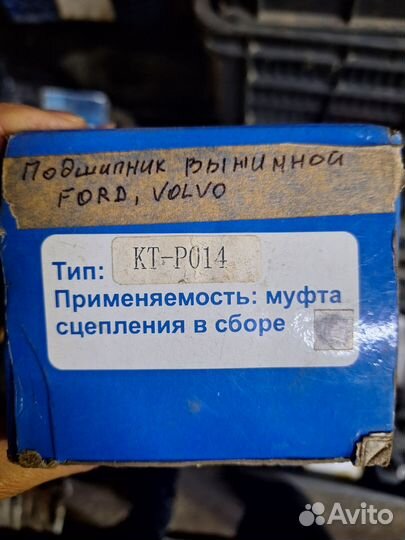 Подшипник выжимной
FORD, VOLVO
Тип: KT-P014
Применяемость: муфта
сцепления в сборе
Avito